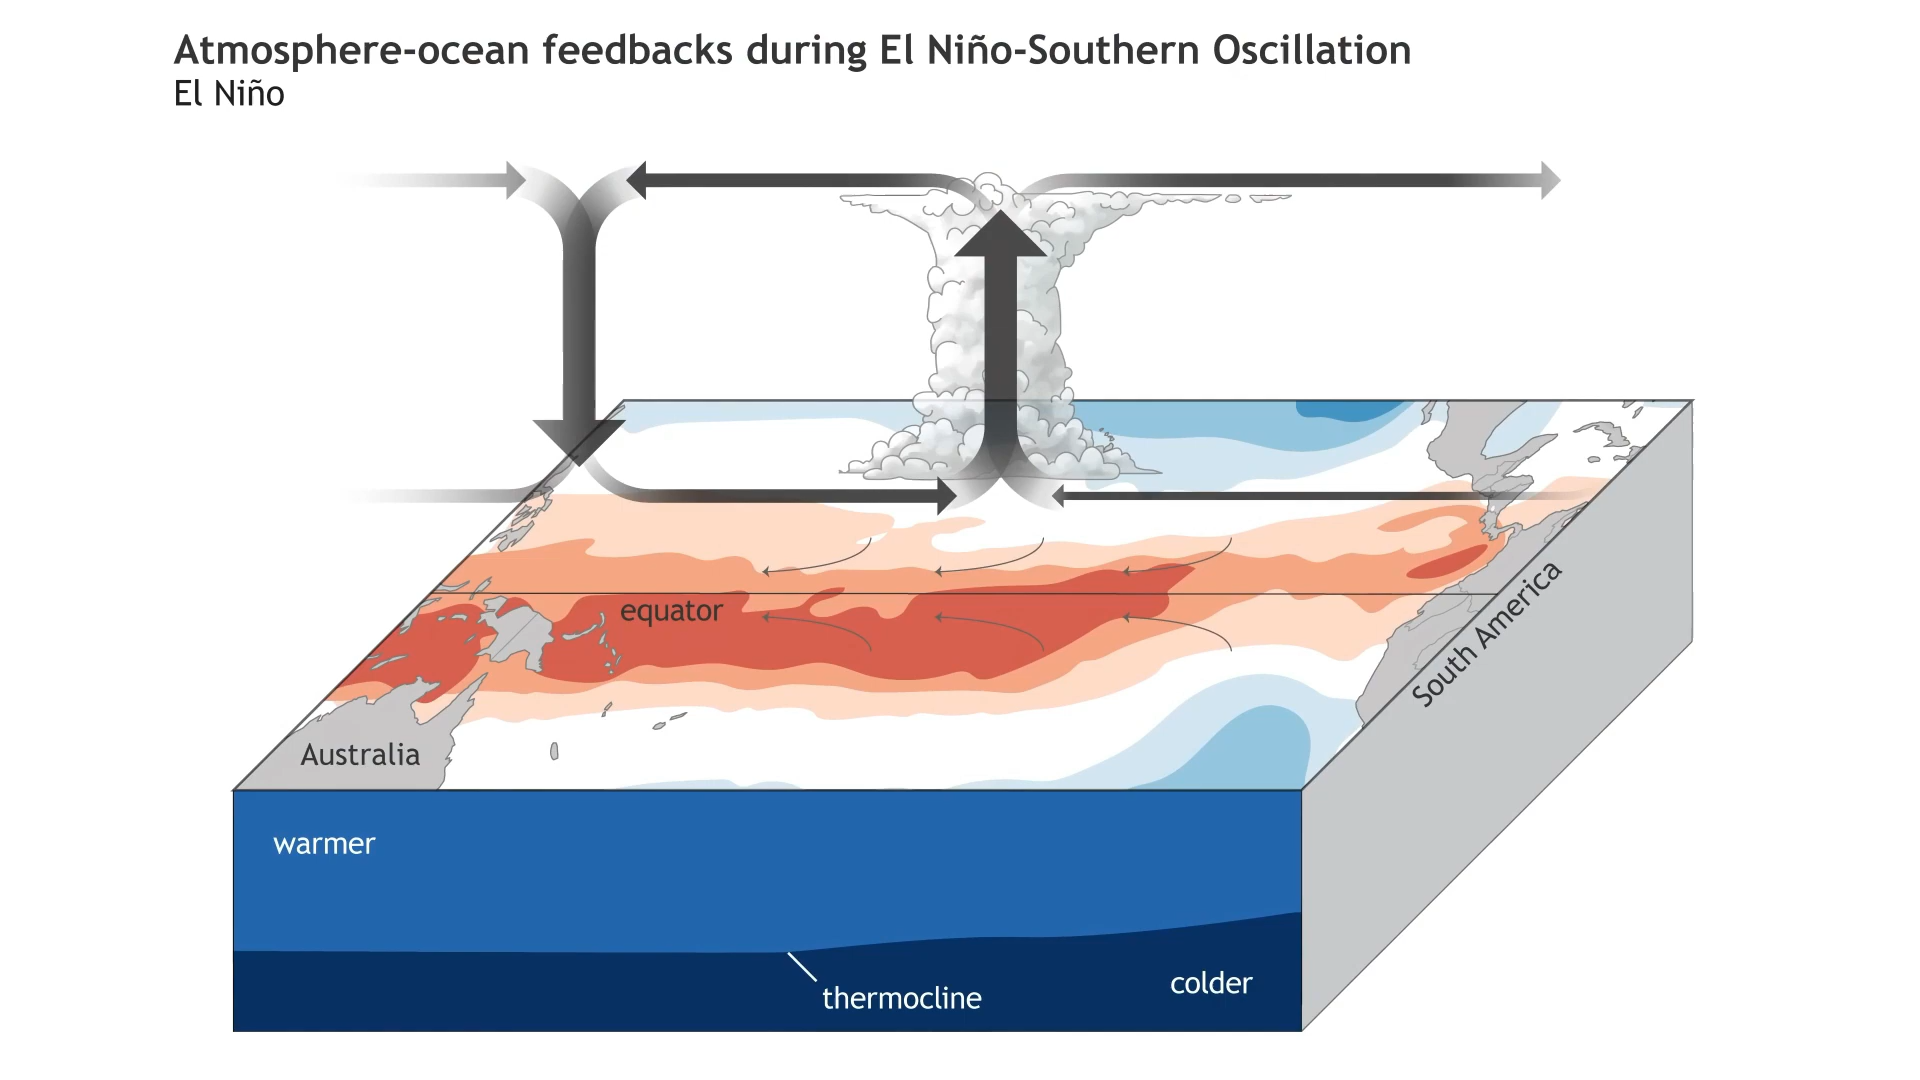 Atmosphere-ocean feedbacks during El Niño-Southern Oscillation
El Niño
equator
South America
Australia
warmer
thermocline
colder